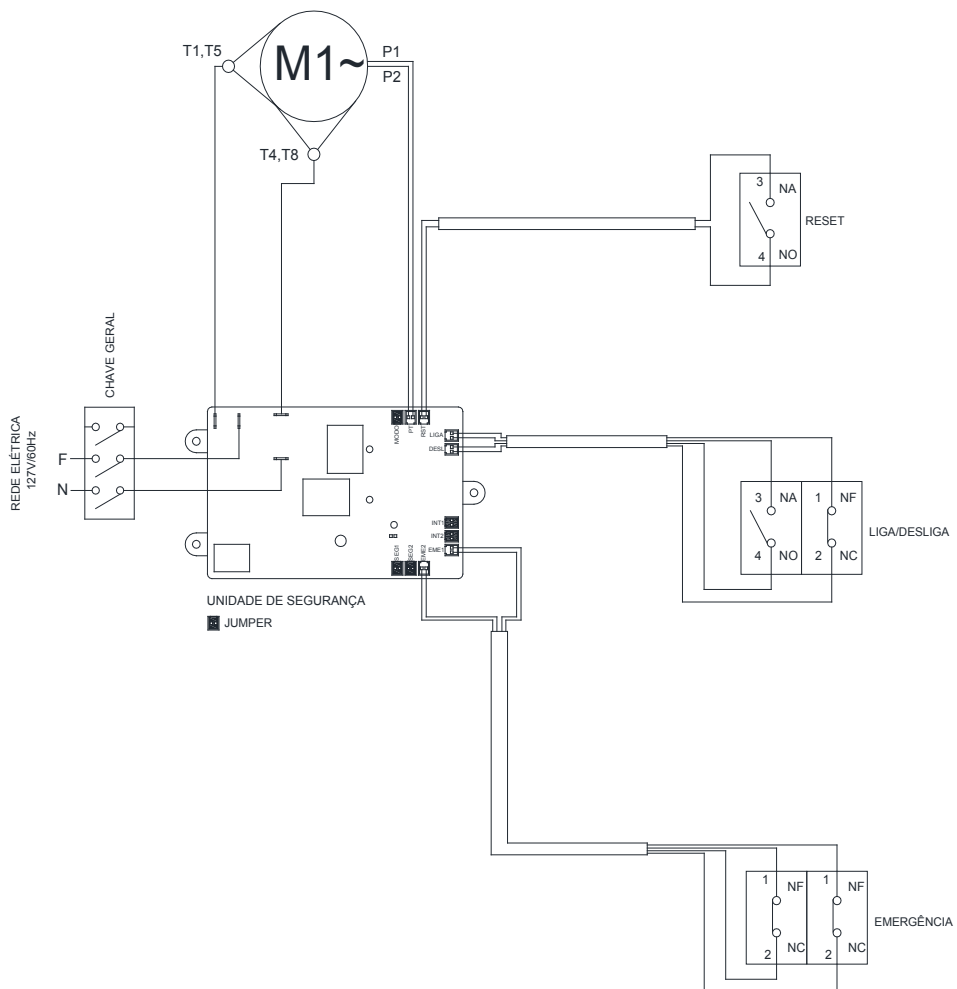 T1,T5
M1~
P1
P2
T4,T8
3
NA
RESET
4
NO
CHAVE GERAL
REDE ELÉTRICA
127V/60Hz
F
N
MODO
PT
RST
LIGA
DESL
INT1
INT2
EME1
SEG1
SEG2
EME2
UNIDADE DE SEGURANÇA
JUMPER
3
NA
1
NF
LIGA/DESLIGA
4
NO
2
NC
1
NF
1
NF
EMERGÊNCIA
2
NC
2
NC